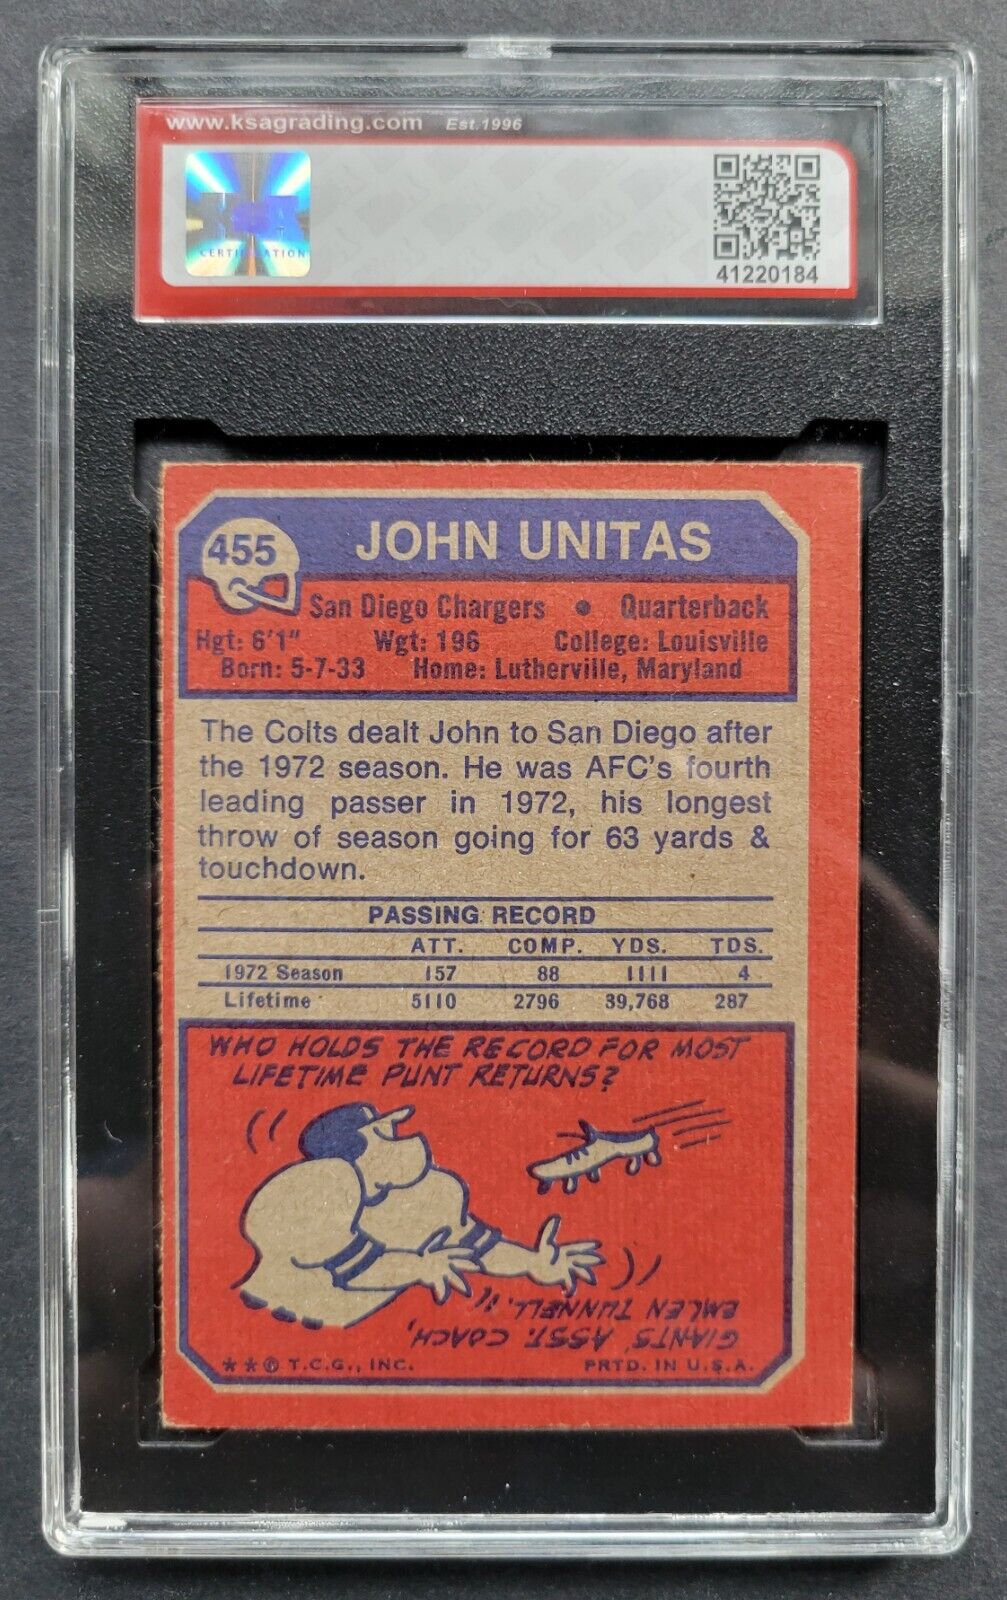 www.ksagrading.com Est.1996
KSA
CERTIFICATION
41220184
455
JOHN UNITAS
San Diego Chargers • Quarterback
Hgt: 6'1" Wgt: 196 College: Louisville
Born: 5-7-33 Home: Lutherville, Maryland
The Colts dealt John to San Diego after
the 1972 season. He was AFC's fourth
leading passer in 1972, his longest
throw of season going for 63 yards &
touchdown.
PASSING RECORD
ATT. COMP. YDS. TDS.
1972 Season 157 88 1111 4
Lifetime 5110 2796 39,768 287
WHO HOLDS THE RECORD FOR MOST
LIFETIME PUNT RETURNS?
GIANTS' ASST. COACH,
EMLEN TUNNELL.
**© T.C.G., INC. PRTD. IN U.S.A.